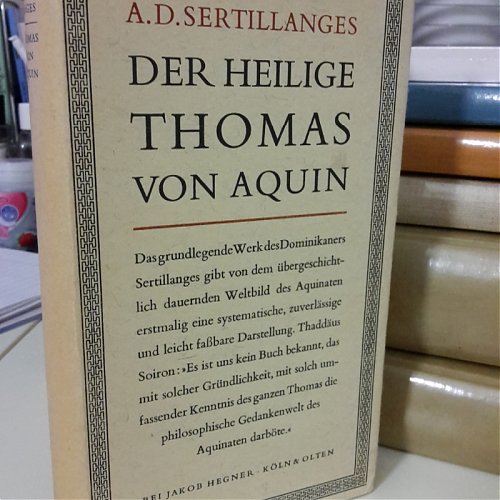 A.D. SERTILLANGES
DER HEILIGE
THOMAS
VON AQUIN
Das grundlegende Werk des Dominikaners
Sertillanges gibt von dem übergeschicht-
lich dauernden Weltbild des Aquinaten
erstmalig eine systematische, zuverlässige
und leicht faßbare Darstellung. Thaddäus
Soiron: »Es ist uns kein Buch bekannt, das
mit solcher Gründlichkeit, mit solch um-
fassender Kenntnis des ganzen Thomas die
philosophische Gedankenwelt des
Aquinaten darböte.«
BEI JAKOB HEGNER · KÖLN & OLTEN